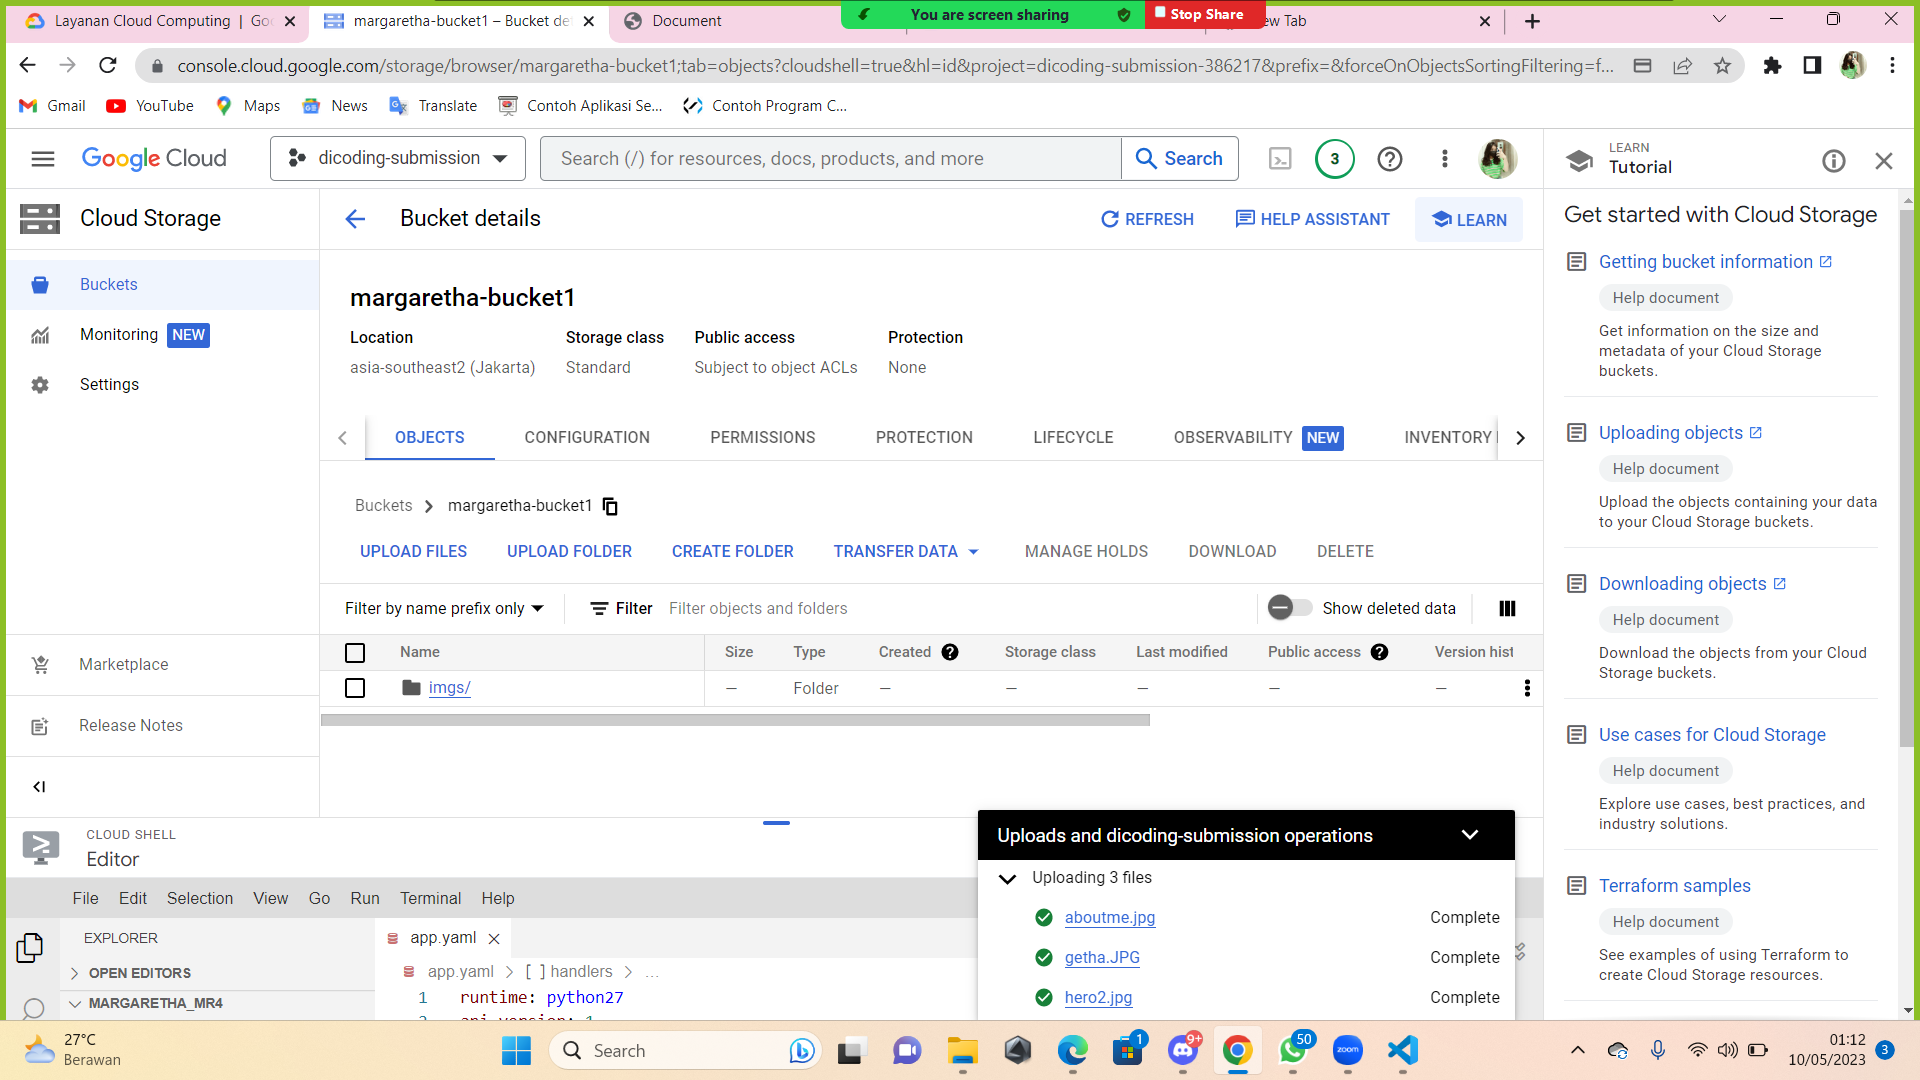 Layanan Cloud Computing | Goo
margaretha-bucket1 – Bucket det
Document
You are screen sharing
Stop Share
ew Tab
console.cloud.google.com/storage/browser/margaretha-bucket1;tab=objects?cloudshell=true&hl=id&project=dicoding-submission-386217&prefix=&forceOnObjectsSortingFiltering=f...
Gmail
YouTube
Maps
News
Translate
Contoh Aplikasi Se...
Contoh Program C...
Google Cloud
dicoding-submission
Search (/) for resources, docs, products, and more
Search
3
LEARN
Tutorial
Cloud Storage
Bucket details
REFRESH
HELP ASSISTANT
LEARN
Buckets
Monitoring NEW
Settings
Marketplace
Release Notes
margaretha-bucket1
Location Storage class Public access Protection
asia-southeast2 (Jakarta) Standard Subject to object ACLs None
OBJECTS CONFIGURATION PERMISSIONS PROTECTION LIFECYCLE OBSERVABILITY NEW INVENTORY
Buckets > margaretha-bucket1
UPLOAD FILES UPLOAD FOLDER CREATE FOLDER TRANSFER DATA MANAGE HOLDS DOWNLOAD DELETE
Filter by name prefix only Filter Filter objects and folders Show deleted data
Name Size Type Created Storage class Last modified Public access Version hist
imgs/ — Folder — — — — —
Get started with Cloud Storage
Getting bucket information
Help document
Get information on the size and
metadata of your Cloud Storage
buckets.
Uploading objects
Help document
Upload the objects containing your data
to your Cloud Storage buckets.
Downloading objects
Help document
Download the objects from your Cloud
Storage buckets.
Use cases for Cloud Storage
Help document
Explore use cases, best practices, and
industry solutions.
Terraform samples
Help document
See examples of using Terraform to
create Cloud Storage resources.
CLOUD SHELL
Editor
File Edit Selection View Go Run Terminal Help
EXPLORER
OPEN EDITORS
MARGARETHA_MR4
app.yaml
app.yaml > [ ] handlers > ...
1 runtime: python27
Uploads and dicoding-submission operations
Uploading 3 files
aboutme.jpg Complete
getha.JPG Complete
hero2.jpg Complete
27°C
Berawan
Search
1
9+
50
zoom
01:12
10/05/2023
3